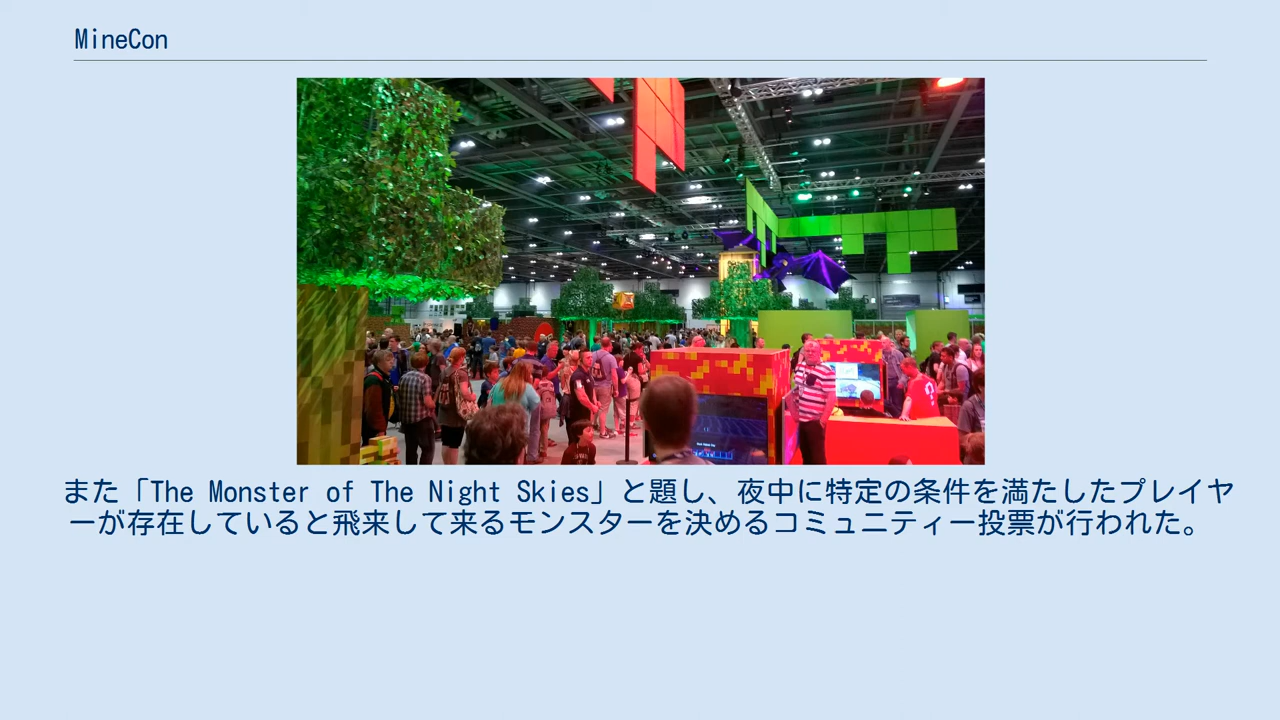 MineCon
また「The Monster of The Night Skies」と題し、夜中に特定の条件を満たしたプレイヤ
ーが存在していると飛来して来るモンスターを決めるコミュニティー投票が行われた。